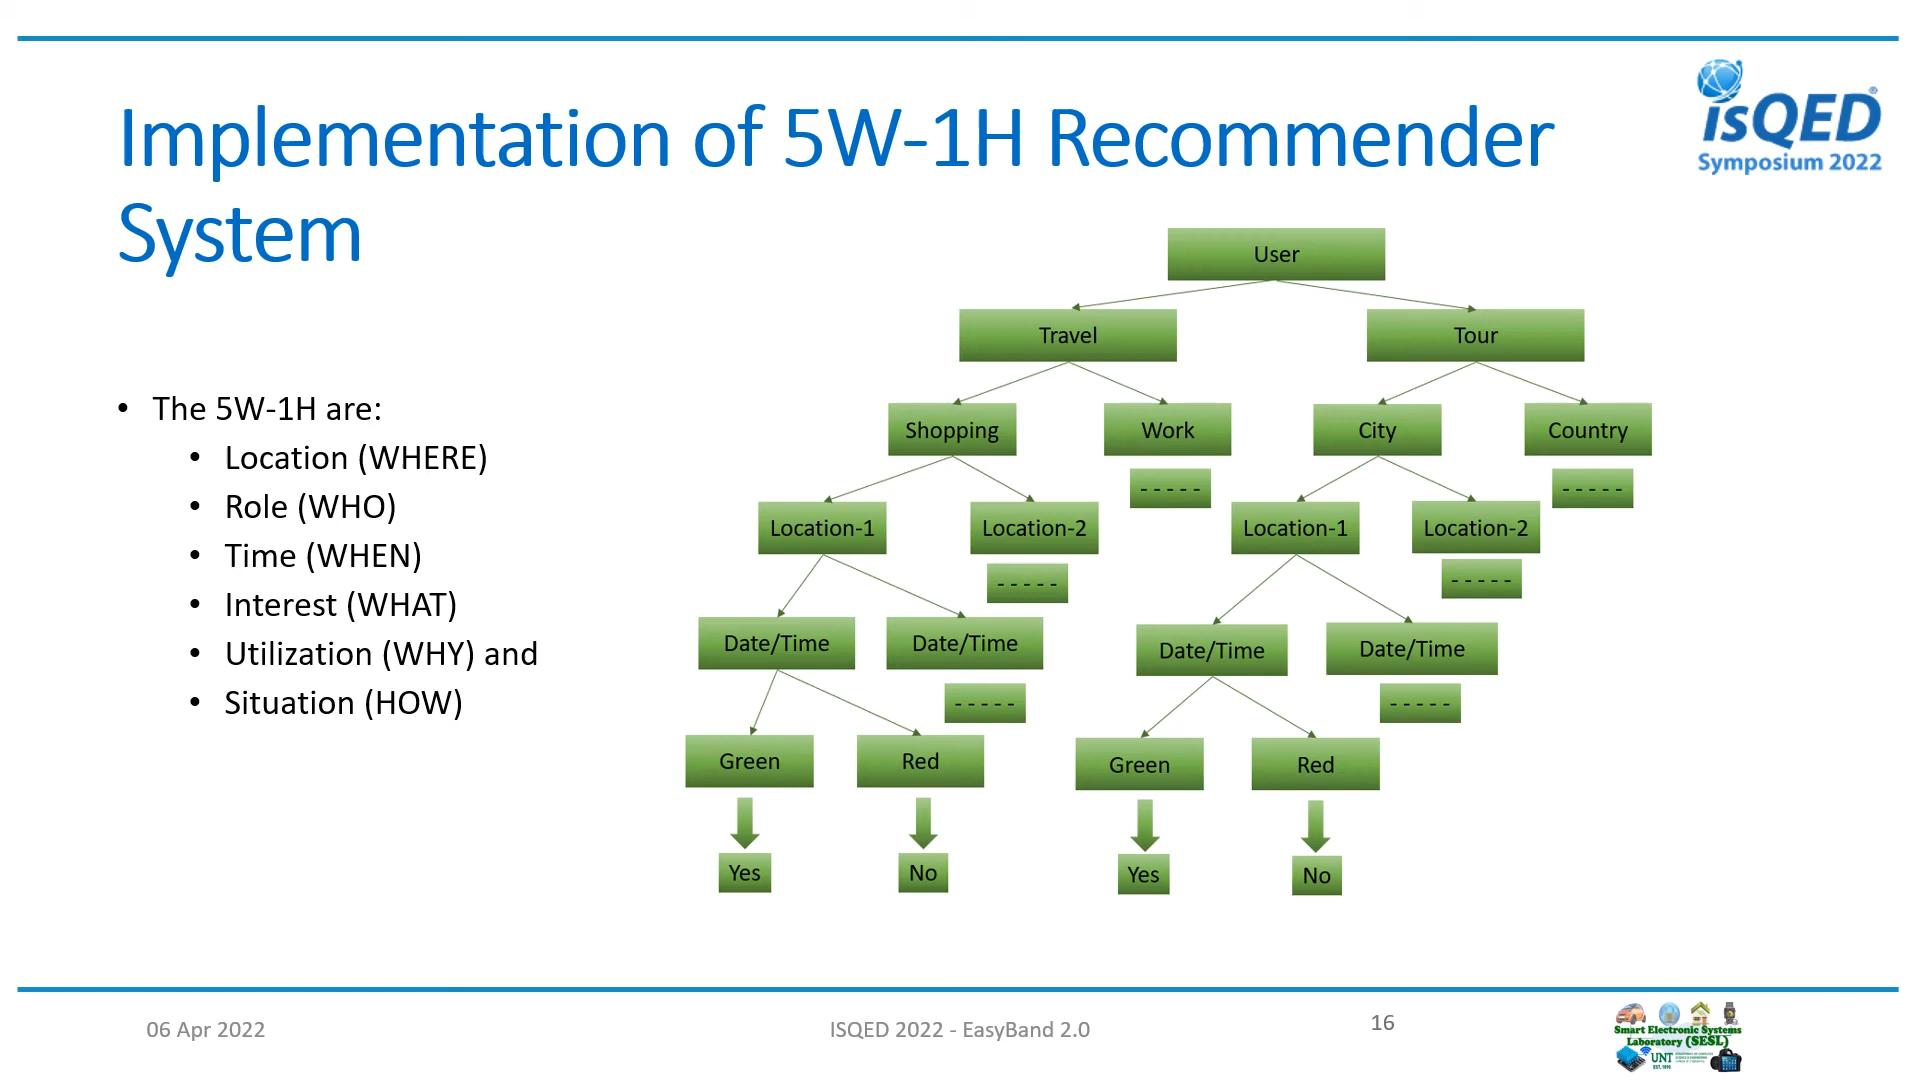 isQED®
Symposium 2022
Implementation of 5W-1H Recommender
System
• The 5W-1H are:
• Location (WHERE)
• Role (WHO)
• Time (WHEN)
• Interest (WHAT)
• Utilization (WHY) and
• Situation (HOW)
User
Travel
Tour
Shopping
Work
City
Country
- - - - -
- - - - -
Location-1
Location-2
Location-1
Location-2
- - - - -
- - - - -
Date/Time
Date/Time
Date/Time
Date/Time
- - - - -
- - - - -
Green
Red
Green
Red
Yes
No
Yes
No
06 Apr 2022
ISQED 2022 - EasyBand 2.0
16
Smart Electronic Systems
Laboratory (SESL)
UNT
EST. 1890